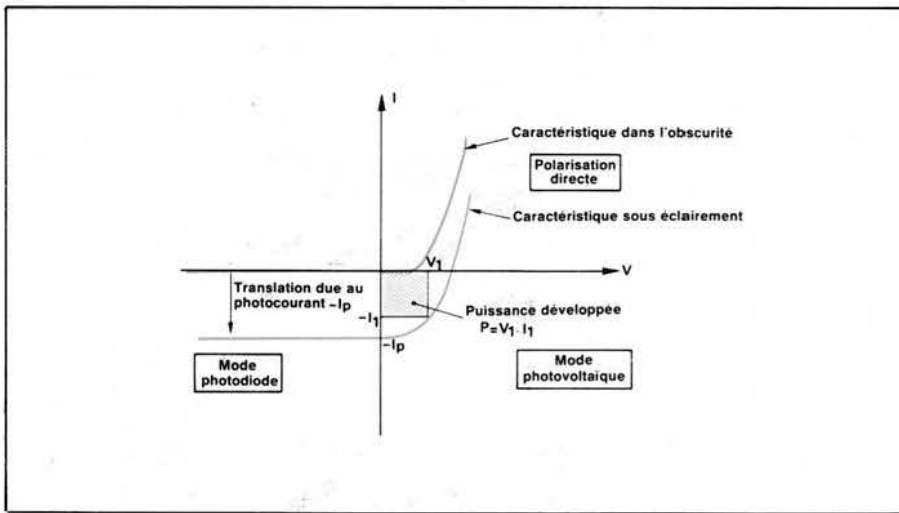 I
Caractéristique dans l'obscurité
Polarisation
directe
Caractéristique sous éclairement
V1
V
Translation due au
photocourant -Ip
-I1
Puissance développée
P=V1. I1
-Ip
Mode
photodiode
Mode
photovoltaïque